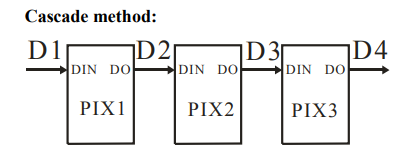 Cascade method:
D1 D2 D3 D4
DIN DO DIN DO DIN DO
PIX1 PIX2 PIX3